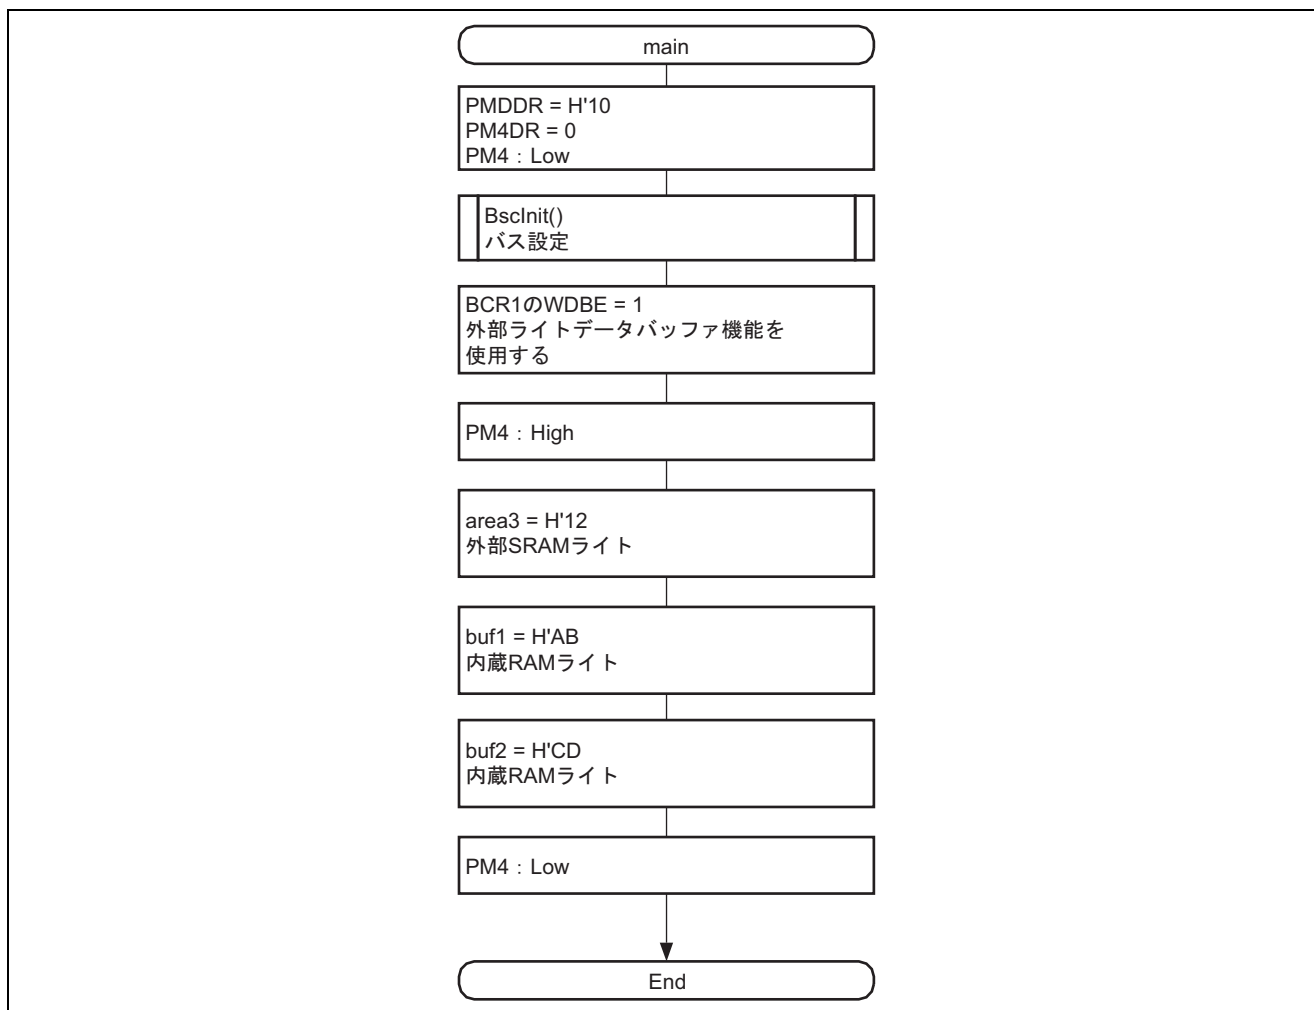 main
PMDDR = H'10
PM4DR = 0
PM4：Low
BscInit()
バス設定
BCR1のWDBE = 1
外部ライトデータバッファ機能を
使用する
PM4：High
area3 = H'12
外部SRAMライト
buf1 = H'AB
内蔵RAMライト
buf2 = H'CD
内蔵RAMライト
PM4：Low
End